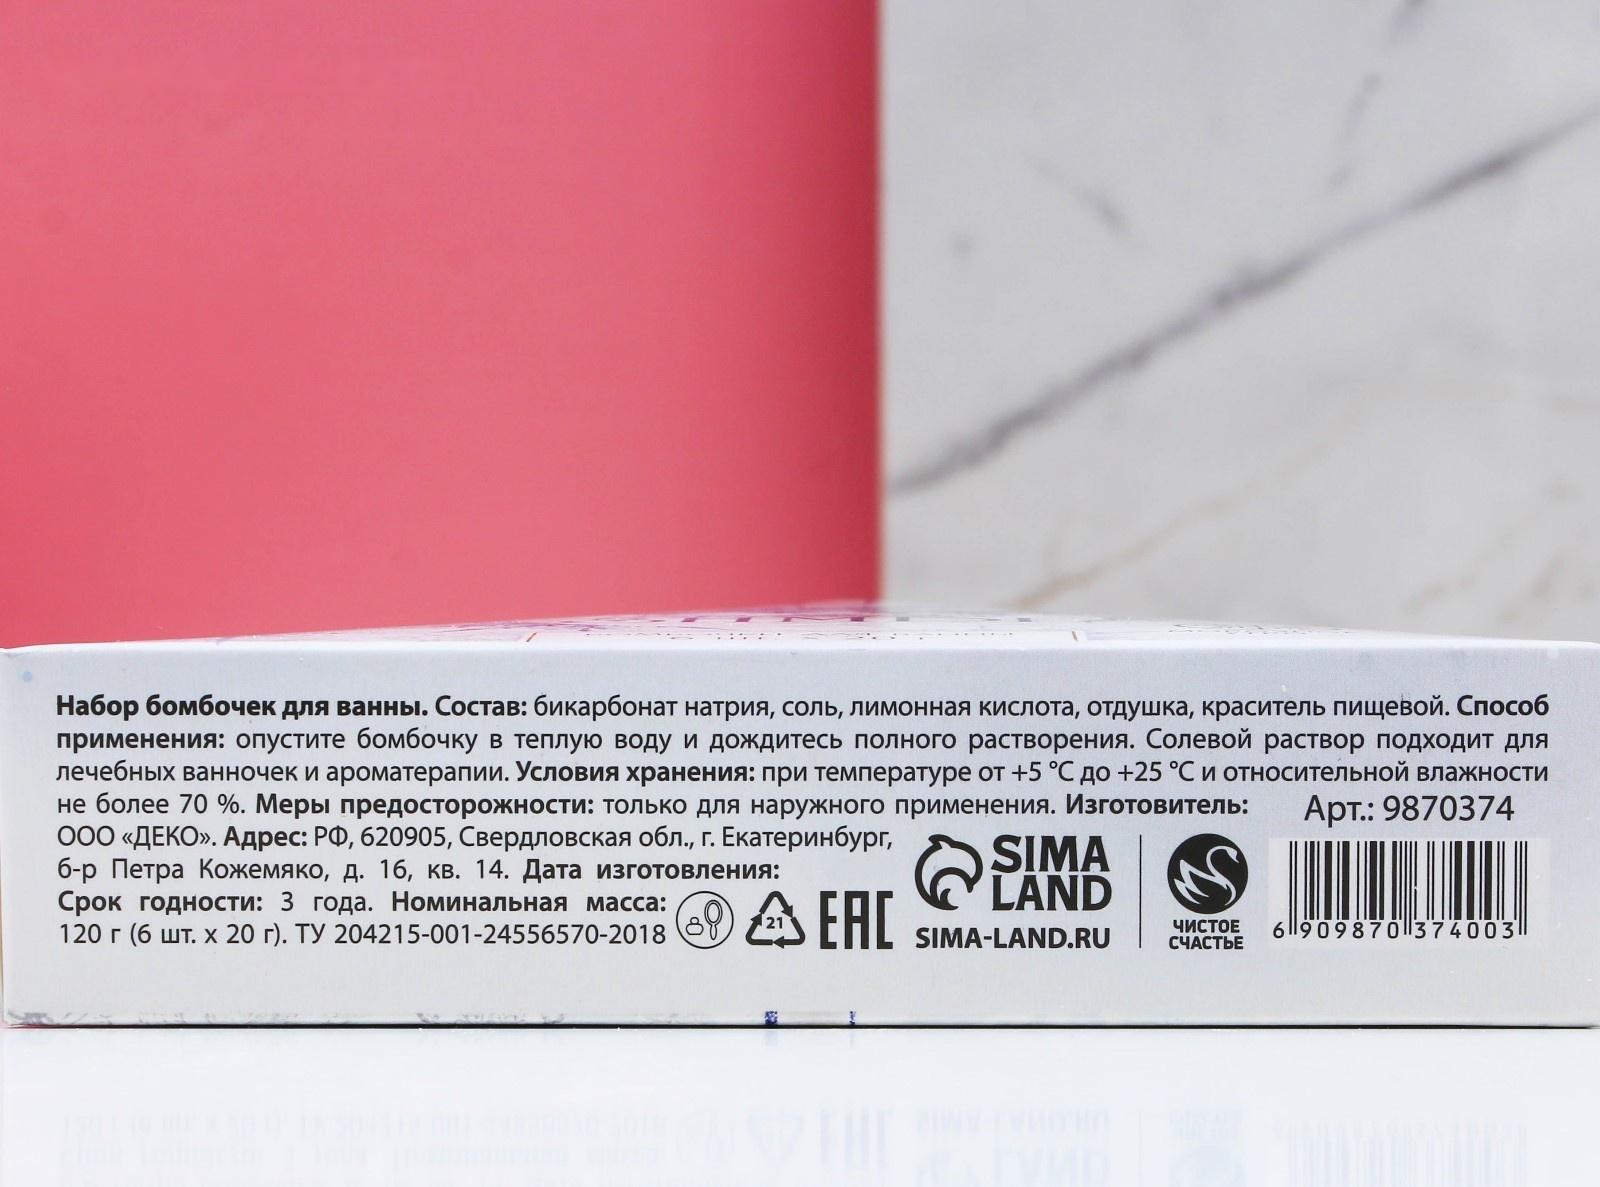 Набор бомбочек для ванны. Состав: бикарбонат натрия, соль, лимонная кислота, отдушка, краситель пищевой. Способ
применения: опустите бомбочку в теплую воду и дождитесь полного растворения. Солевой раствор подходит для
лечебных ванночек и ароматерапии. Условия хранения: при температуре от +5 °С до +25 °С и относительной влажности
не более 70 %. Меры предосторожности: только для наружного применения. Изготовитель:
ООО «ДЕКО». Адрес: РФ, 620905, Свердловская обл., г. Екатеринбург,
б-р Петра Кожемяко, д. 16, кв. 14. Дата изготовления:
Срок годности: 3 года. Номинальная масса:
120 г (6 шт. х 20 г). ТУ 204215-001-24556570-2018
21
EAC
SIMA
LAND
SIMA-LAND.RU
ЧИСТОЕ
СЧАСТЬЕ
Арт.: 9870374
6 909870 374003